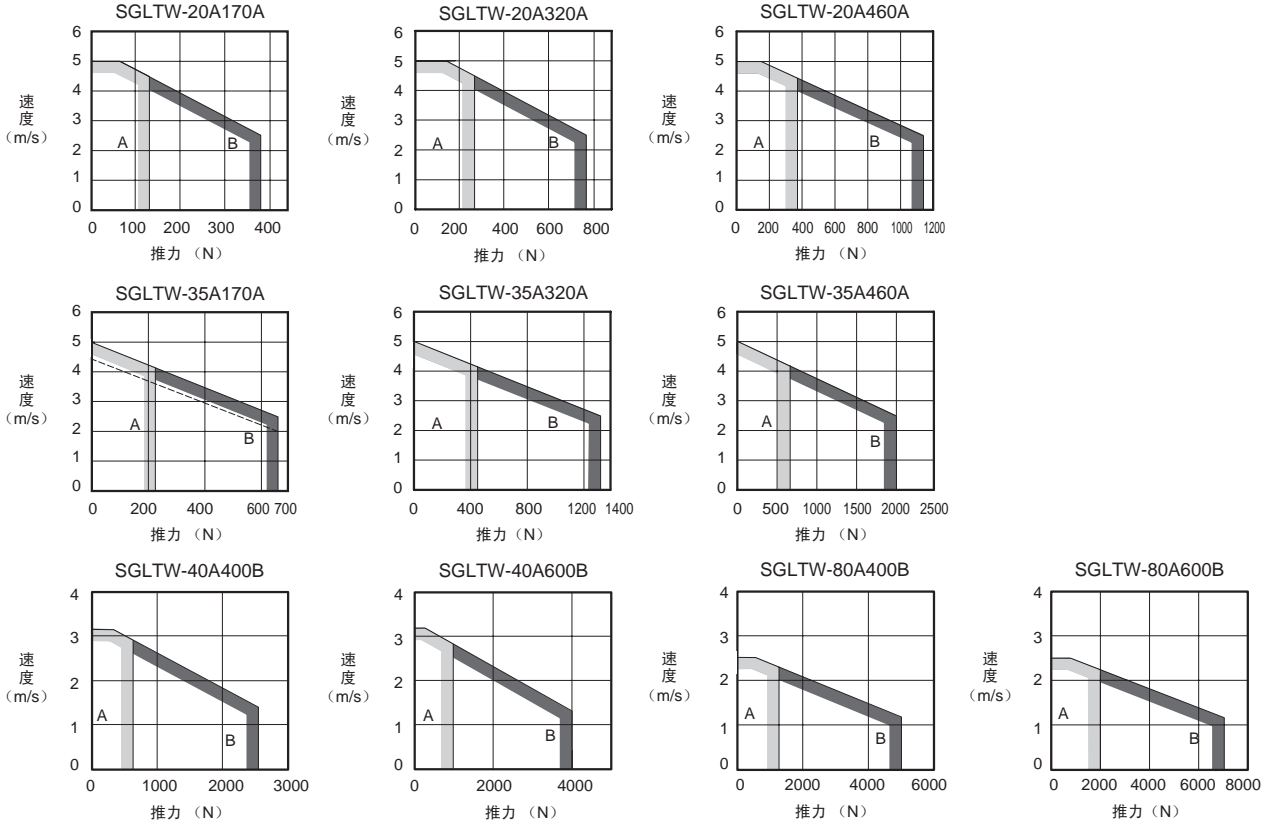 SGLTW-20A170A
6
5
4
3
2
1
0
速
度
（m/s）
A
B
0 100 200 300 400
推力 （N）
SGLTW-20A320A
6
5
4
3
2
1
0
速
度
（m/s）
A
B
0 200 400 600 800
推力 （N）
SGLTW-20A460A
6
5
4
3
2
1
0
速
度
（m/s）
A
B
0 200 400 600 800 1000 1200
推力 （N）
SGLTW-35A170A
6
5
4
3
2
1
0
速
度
（m/s）
A
B
0 200 400 600 700
推力 （N）
SGLTW-35A320A
6
5
4
3
2
1
0
速
度
（m/s）
A
B
0 400 800 1200 1400
推力 （N）
SGLTW-35A460A
6
5
4
3
2
1
0
速
度
（m/s）
A
B
0 500 1000 1500 2000 2500
推力 （N）
SGLTW-40A400B
4
3
2
1
0
速
度
（m/s）
A
B
0 1000 2000 3000
推力 （N）
SGLTW-40A600B
4
3
2
1
0
速
度
（m/s）
A
B
0 2000 4000
推力 （N）
SGLTW-80A400B
4
3
2
1
0
速
度
（m/s）
A
B
0 2000 4000 6000
推力 （N）
SGLTW-80A600B
4
3
2
1
0
速
度
（m/s）
A
B
0 2000 4000 6000 8000
推力 （N）